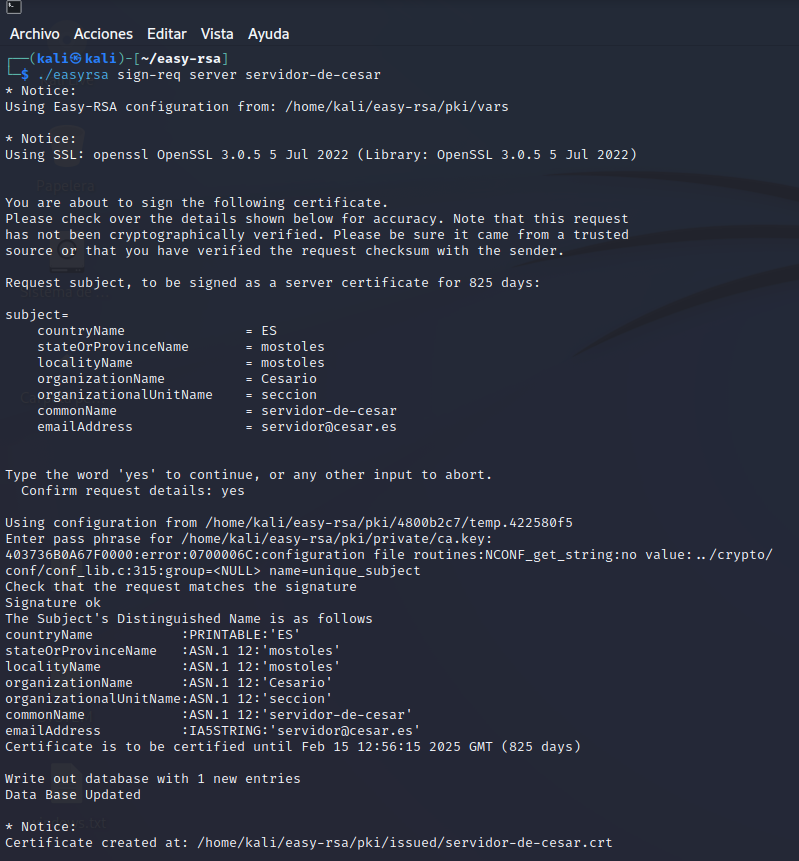 Archivo Acciones Editar Vista Ayuda
┌──(kali㉿kali)-[~/easy-rsa]
└─$ ./easyrsa sign-req server servidor-de-cesar
* Notice:
Using Easy-RSA configuration from: /home/kali/easy-rsa/pki/vars
* Notice:
Using SSL: openssl OpenSSL 3.0.5 5 Jul 2022 (Library: OpenSSL 3.0.5 5 Jul 2022)
You are about to sign the following certificate.
Please check over the details shown below for accuracy. Note that this request
has not been cryptographically verified. Please be sure it came from a trusted
source or that you have verified the request checksum with the sender.
Request subject, to be signed as a server certificate for 825 days:
subject=
    countryName               = ES
    stateOrProvinceName       = mostoles
    localityName              = mostoles
    organizationName          = Cesario
    organizationalUnitName    = seccion
    commonName                = servidor-de-cesar
    emailAddress              = servidor@cesar.es
Type the word 'yes' to continue, or any other input to abort.
  Confirm request details: yes
Using configuration from /home/kali/easy-rsa/pki/4800b2c7/temp.422580f5
Enter pass phrase for /home/kali/easy-rsa/pki/private/ca.key:
403736B0A67F0000:error:0700006C:configuration file routines:NCONF_get_string:no value:../crypto/
conf/conf_lib.c:315:group=<NULL> name=unique_subject
Check that the request matches the signature
Signature ok
The Subject's Distinguished Name is as follows
countryName           :PRINTABLE:'ES'
stateOrProvinceName   :ASN.1 12:'mostoles'
localityName          :ASN.1 12:'mostoles'
organizationName      :ASN.1 12:'Cesario'
organizationalUnitName:ASN.1 12:'seccion'
commonName            :ASN.1 12:'servidor-de-cesar'
emailAddress          :IA5STRING:'servidor@cesar.es'
Certificate is to be certified until Feb 15 12:56:15 2025 GMT (825 days)
Write out database with 1 new entries
Data Base Updated
* Notice:
Certificate created at: /home/kali/easy-rsa/pki/issued/servidor-de-cesar.crt